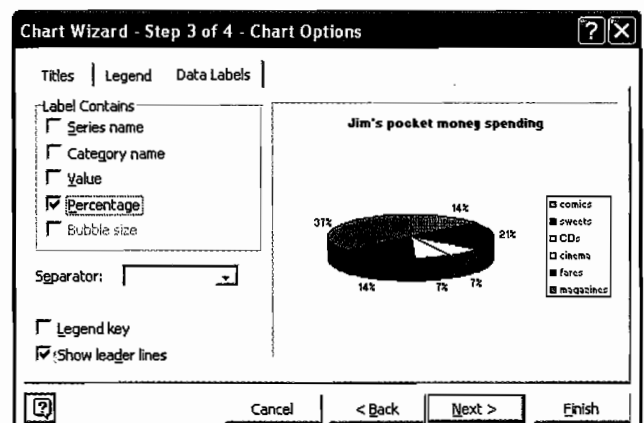 Chart Wizard - Step 3 of 4 - Chart Options
Titles Legend Data Labels
Label Contains
Series name
Category name
Value
Percentage
Bubble size
Separator:
Legend key
Show leader lines
Jim's pocket money spending
14%
37%
21%
14%
7%
7%
comics
sweets
CDs
cinema
fares
magazines
Cancel < Back Next > Finish